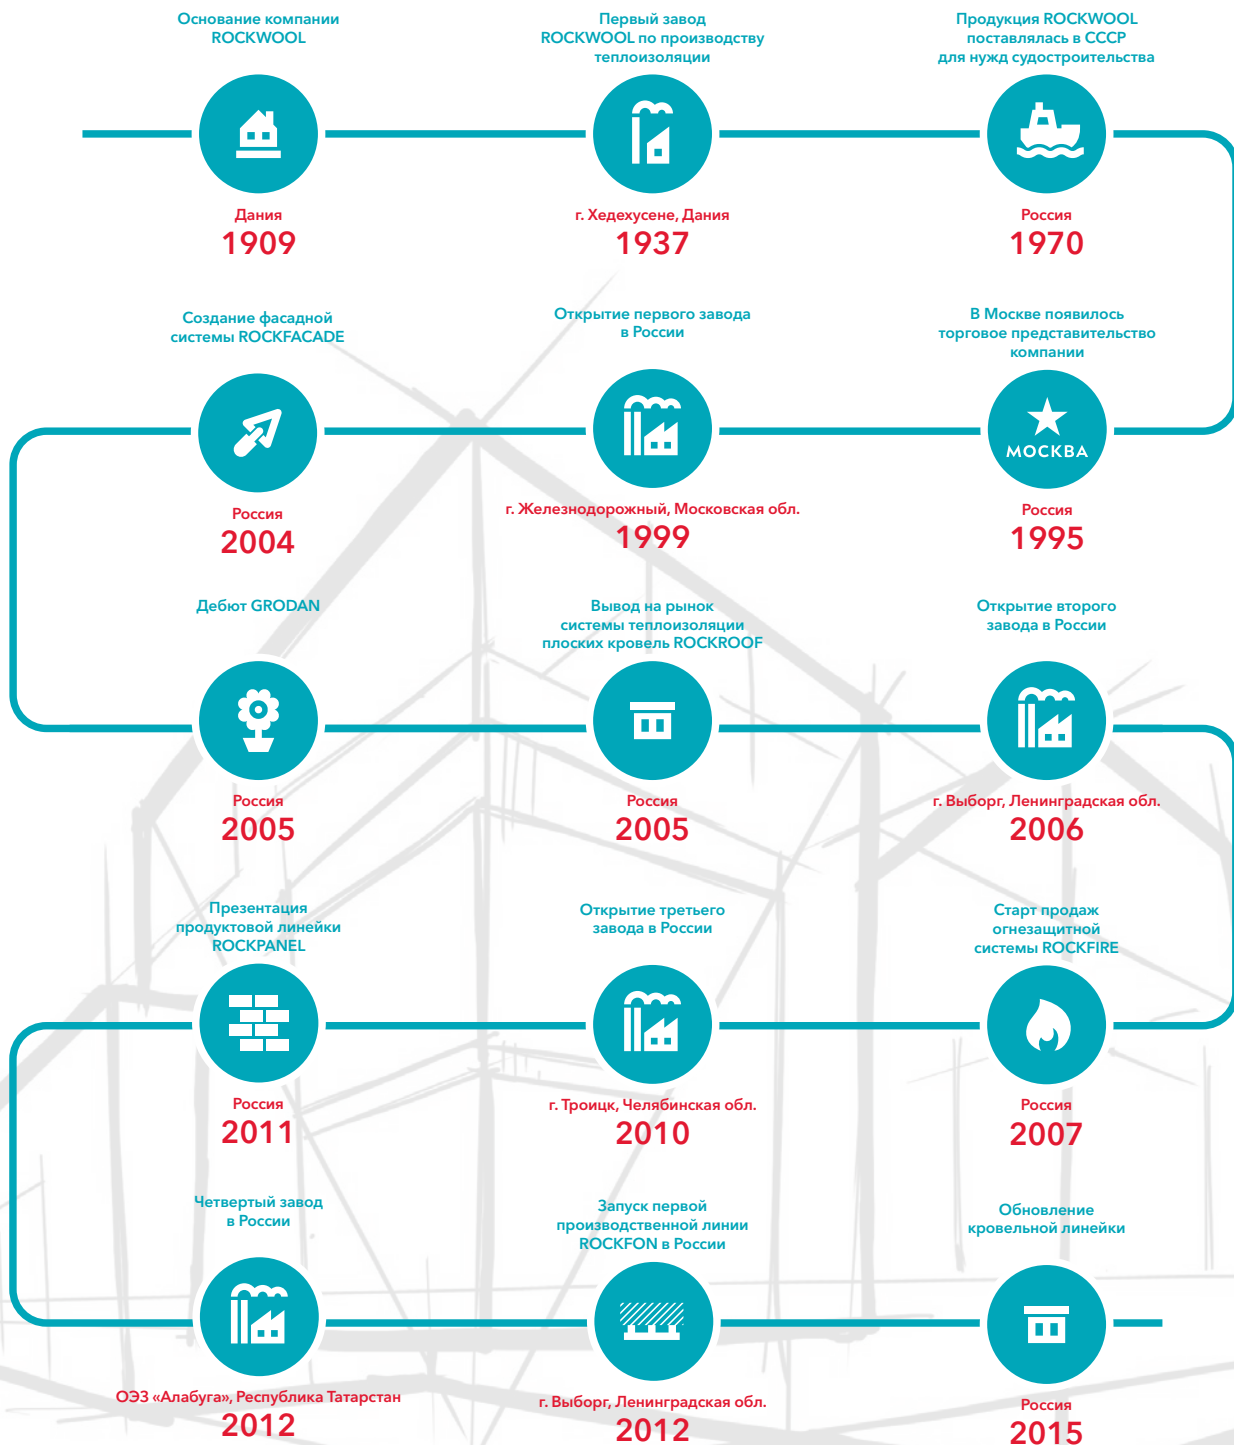 Основание компании
ROCKWOOL
Дания
1909
Первый завод
ROCKWOOL по производству
теплоизоляции
г. Хедехусене, Дания
1937
Продукция ROCKWOOL
поставлялась в СССР
для нужд судостроительства
Россия
1970
В Москве появилось
торговое представительство
компании
МОСКВА
Россия
1995
Открытие первого завода
в России
г. Железнодорожный, Московская обл.
1999
Создание фасадной
системы ROCKFACADE
Россия
2004
Дебют GRODAN
Россия
2005
Вывод на рынок
системы теплоизоляции
плоских кровель ROCKROOF
Россия
2005
Открытие второго
завода в России
г. Выборг, Ленинградская обл.
2006
Старт продаж
огнезащитной
системы ROCKFIRE
Россия
2007
Открытие третьего
завода в России
г. Троицк, Челябинская обл.
2010
Презентация
продуктовой линейки
ROCKPANEL
Россия
2011
Четвертый завод
в России
ОЭЗ «Алабуга», Республика Татарстан
2012
Запуск первой
производственной линии
ROCKFON в России
г. Выборг, Ленинградская обл.
2012
Обновление
кровельной линейки
Россия
2015